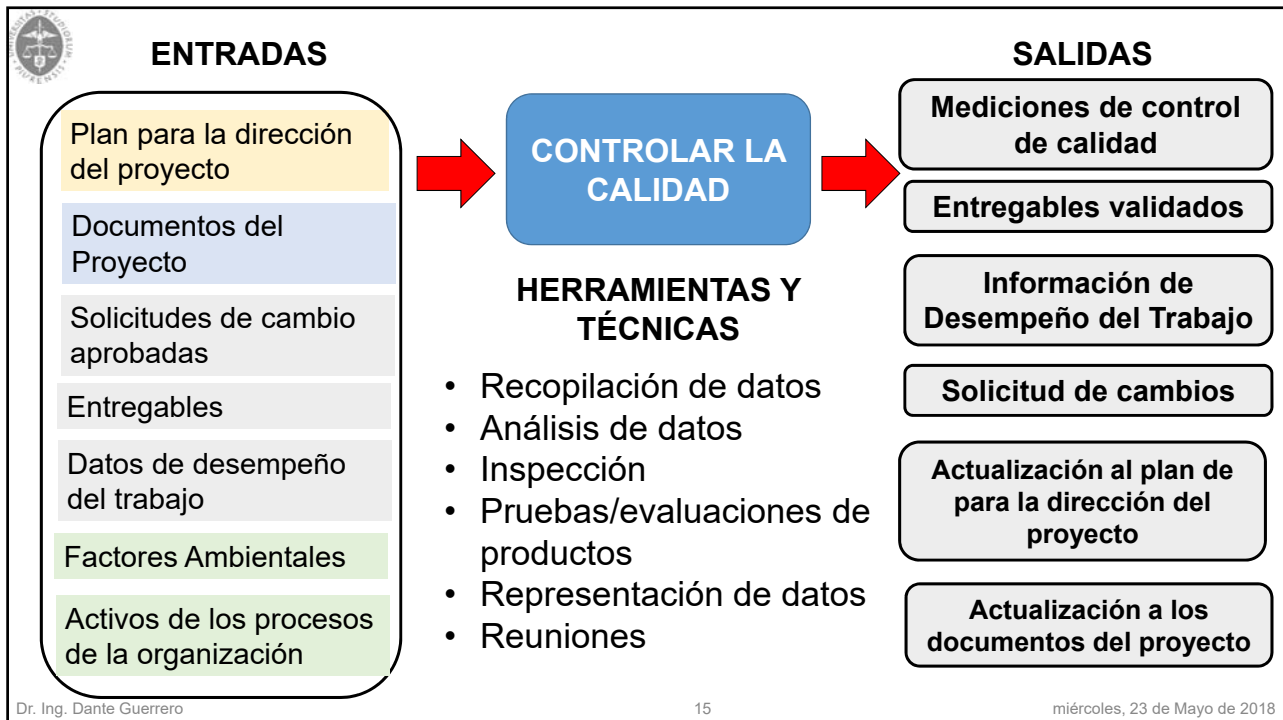 UNIVERSITAS STUDIORUM
PIURENSIS
ENTRADAS
Plan para la dirección
del proyecto
Documentos del
Proyecto
Solicitudes de cambio
aprobadas
Entregables
Datos de desempeño
del trabajo
Factores Ambientales
Activos de los procesos
de la organización
CONTROLAR LA
CALIDAD
HERRAMIENTAS Y
TÉCNICAS
• Recopilación de datos
• Análisis de datos
• Inspección
• Pruebas/evaluaciones de
productos
• Representación de datos
• Reuniones
SALIDAS
Mediciones de control
de calidad
Entregables validados
Información de
Desempeño del Trabajo
Solicitud de cambios
Actualización al plan de
para la dirección del
proyecto
Actualización a los
documentos del proyecto
Dr. Ing. Dante Guerrero
15
miércoles, 23 de Mayo de 2018